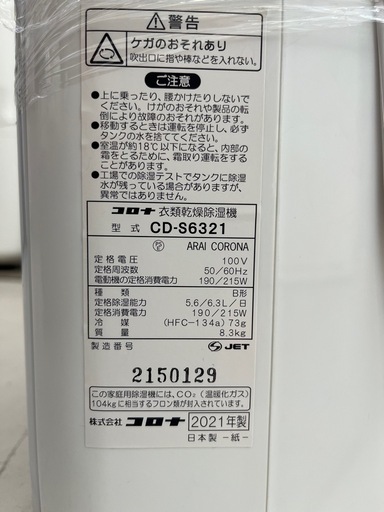 警告
ケガのおそれあり
吹出口に指や棒などを入れない。
ご注意
●上に乗ったり、腰かけたりしないで
ください。けがのおそれや製品の転
倒により故障のおそれがあります。
●移動するときは運転を停止し、必ず
タンクの水を捨ててください。
●室温が約18℃以下になると、内部の
霜をとるために、霜取り運転をする
ことがあります。
●工場での除湿テストでタンクに除湿
水が残っている場合がありますが、
異常ではありません。
コロナ 衣類乾燥除湿機
型式 CD-S6321
ARAI CORONA
定格電圧 100V
定格周波数 50/60Hz
電動機の定格消費電力 190/215W
種類 B形
定格除湿能力 5.6/6.3L/日
定格消費電力 190/215W
冷媒 (HFC-134a) 73g
質量 8.3kg
製造番号 JET
2150129
この家庭用除湿機には、CO₂(温暖化ガス)
104kgに相当するフロン類が封入されています。
株式会社 コロナ 2021年製
日本製 -紙-